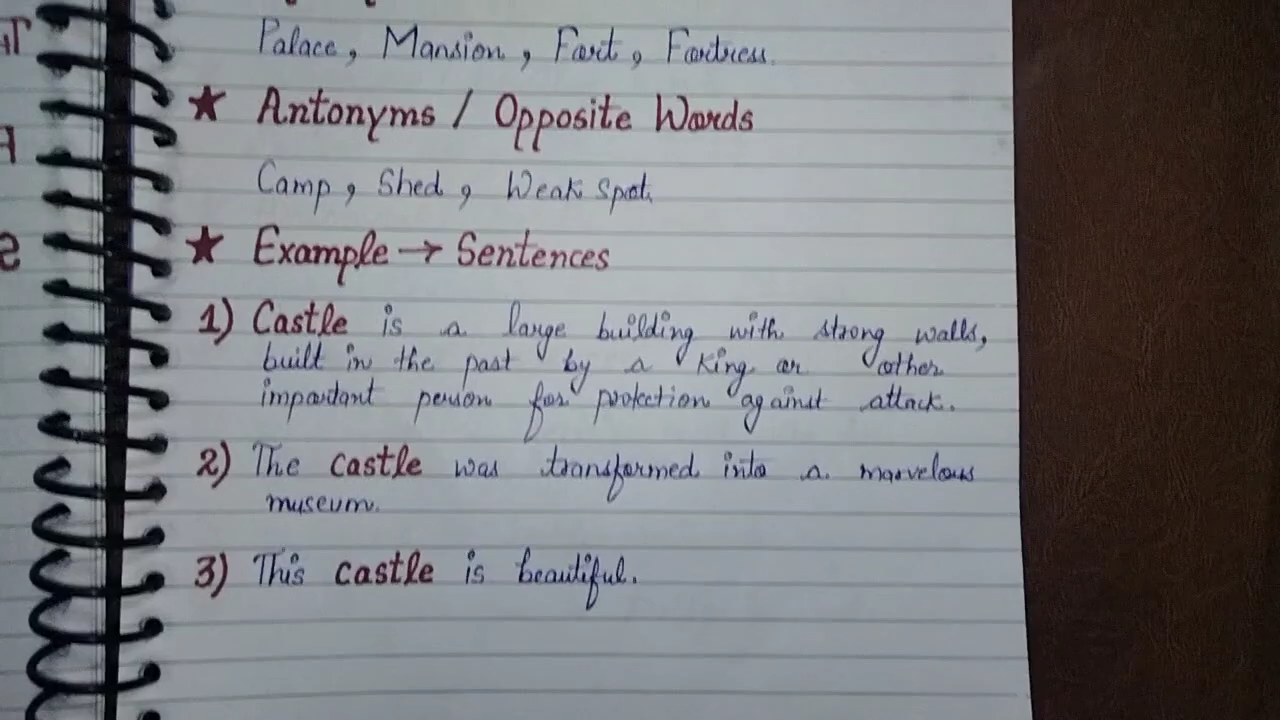 Palace, Mansion, Fort, Fortress.
★ Antonyms / Opposite Words
Camp, Shed, Weak Spot.
★ Example → Sentences
1) Castle is a large building with strong walls,
built in the past by a King or other
important person for protection against attack.
2) The castle was transformed into a marvelous
museum.
3) This castle is beautiful.